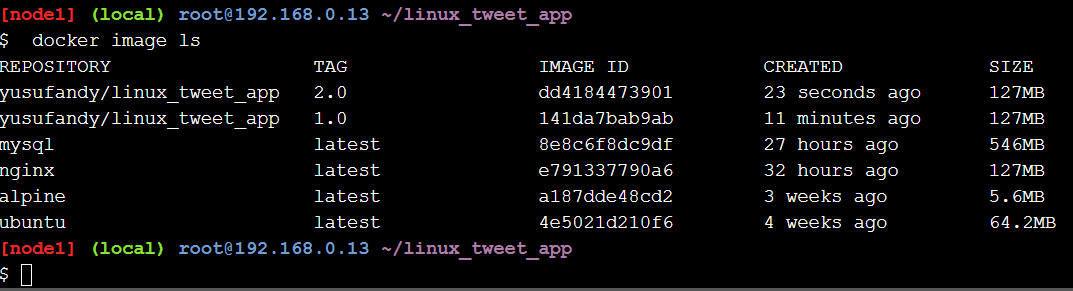 [node1] (local) root@192.168.0.13 ~/linux_tweet_app
$  docker image ls
REPOSITORY                  TAG                 IMAGE ID            CREATED             SIZE
yusufandy/linux_tweet_app   2.0                 dd4184473901        23 seconds ago      127MB
yusufandy/linux_tweet_app   1.0                 141da7bab9ab        11 minutes ago      127MB
mysql                       latest              8e8c6f8dc9df        27 hours ago        546MB
nginx                       latest              e791337790a6        32 hours ago        127MB
alpine                      latest              a187dde48cd2        3 weeks ago         5.6MB
ubuntu                      latest              4e5021d210f6        4 weeks ago         64.2MB
[node1] (local) root@192.168.0.13 ~/linux_tweet_app
$